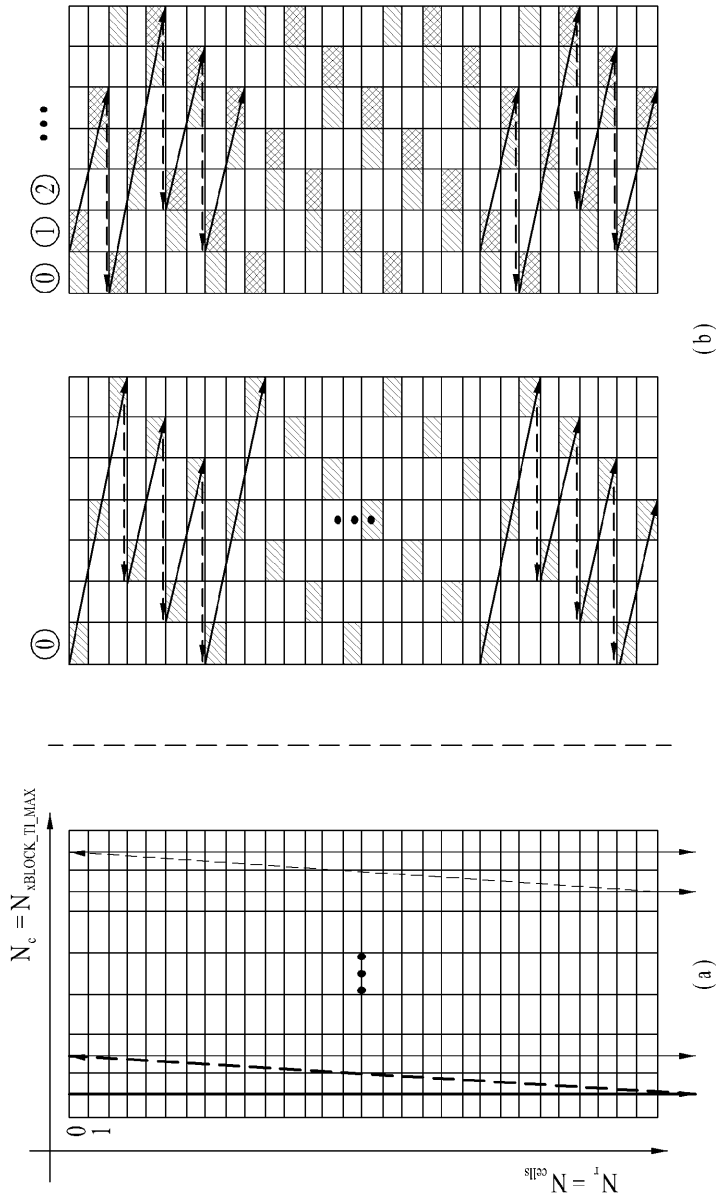 N_c = N_xBLOCK_TI_MAX
0
1
N_r = N_cells
(a)
0
0 1 2
(b)